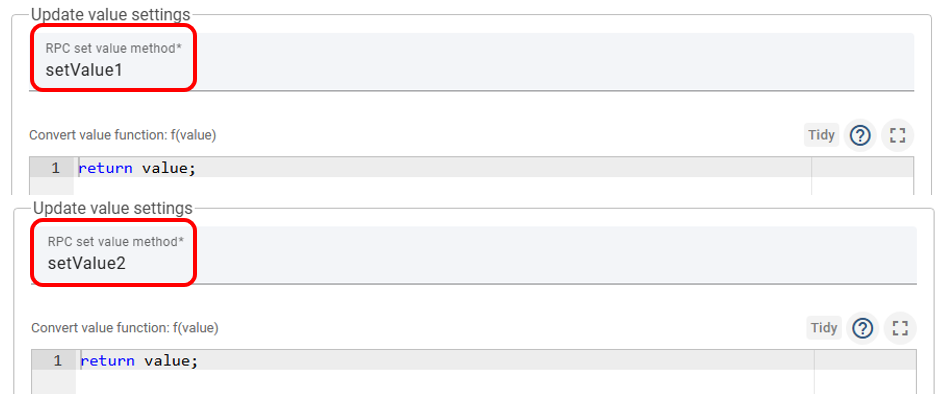 Update value settings
RPC set value method*
setValue1
Convert value function: f(value)
Tidy
1 return value;
Update value settings
RPC set value method*
setValue2
Convert value function: f(value)
Tidy
1 return value;